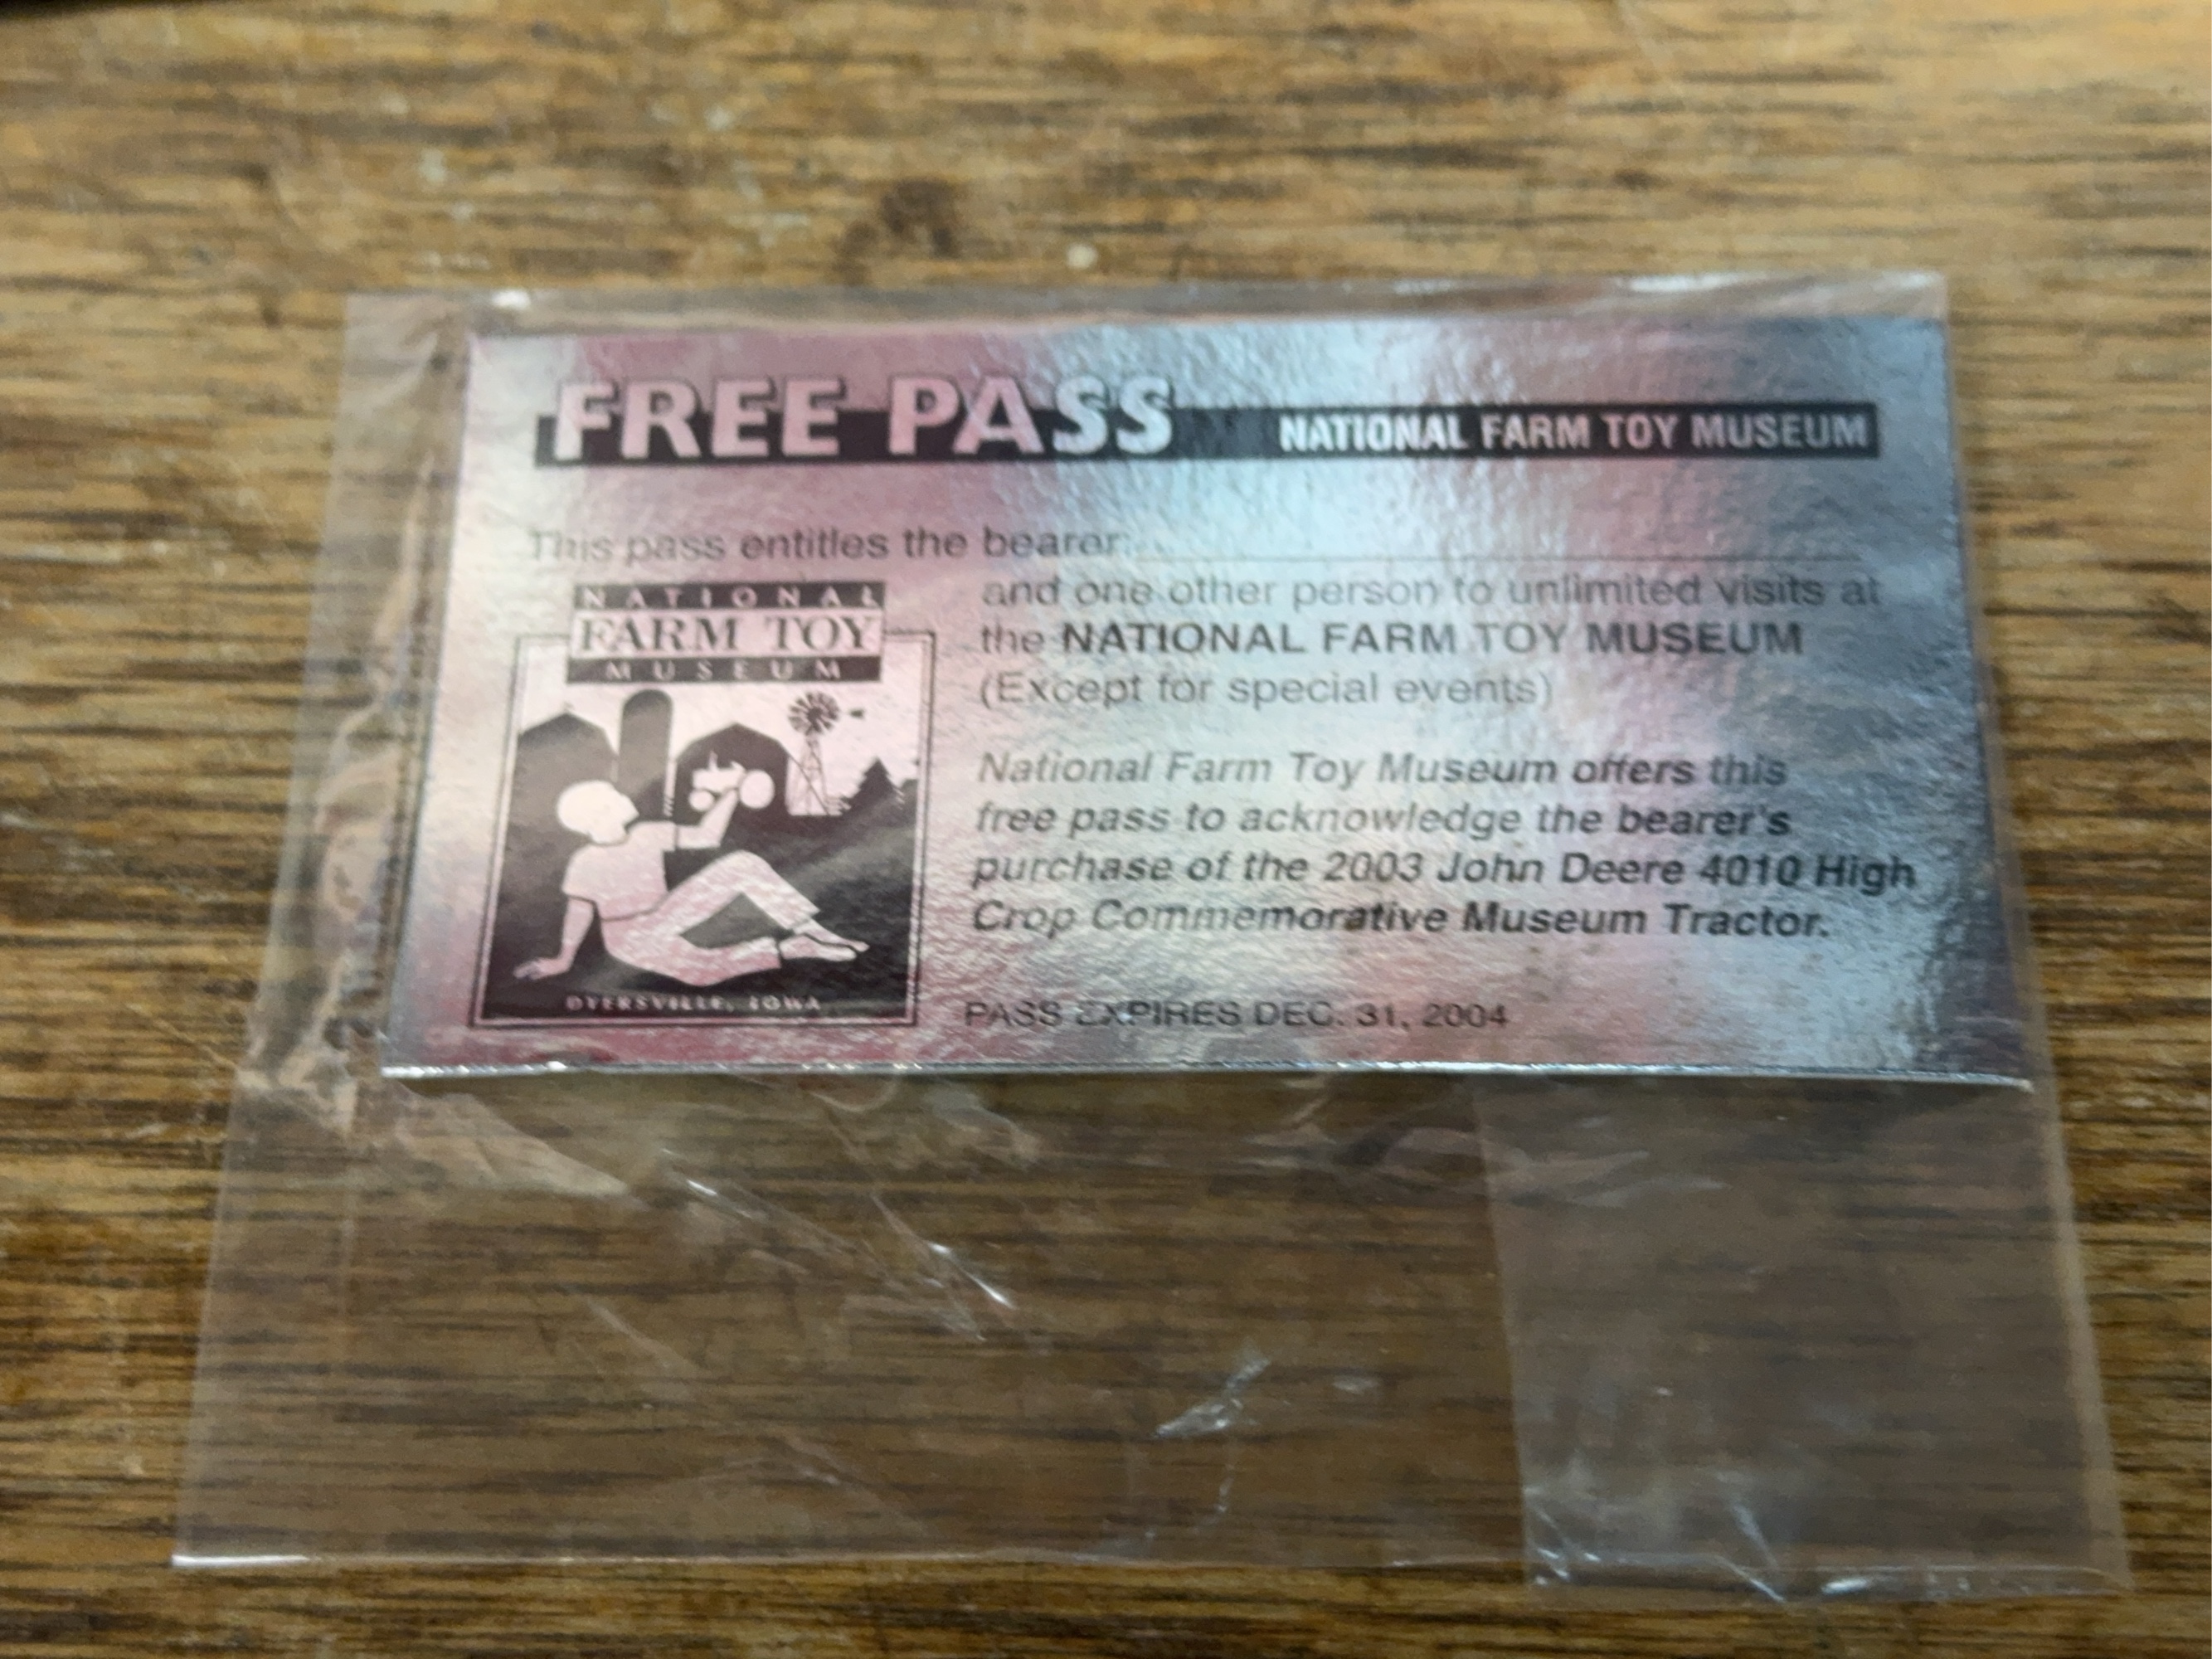 FREE PASS NATIONAL FARM TOY MUSEUM
This pass entitles the bearer:
and one other person to unlimited visits at
the NATIONAL FARM TOY MUSEUM
(Except for special events)
NATIONAL
FARM TOY
MUSEUM
DYERSVILLE, IOWA
National Farm Toy Museum offers this
free pass to acknowledge the bearer's
purchase of the 2003 John Deere 4010 High
Crop Commemorative Museum Tractor.
PASS EXPIRES DEC. 31, 2004